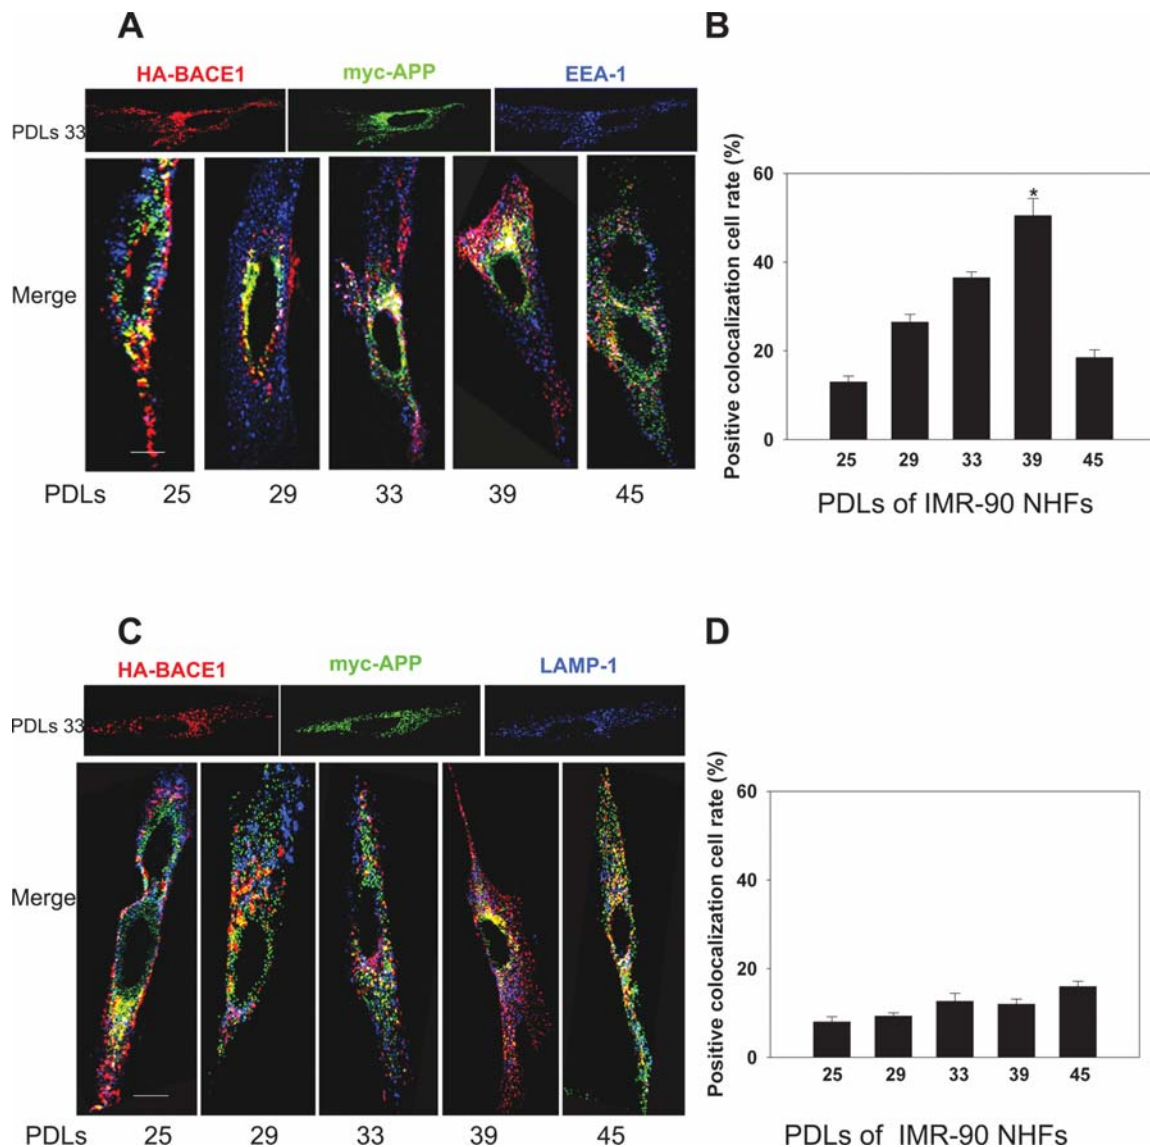 A
HA-BACE1 myc-APP EEA-1
PDLs 33
Merge
PDLs 25 29 33 39 45
B
Positive colocalization cell rate (%)
60
40
20
0
*
25 29 33 39 45
PDLs of IMR-90 NHFs
C
HA-BACE1 myc-APP LAMP-1
PDLs 33
Merge
PDLs 25 29 33 39 45
D
Positive colocalization cell rate (%)
60
40
20
0
25 29 33 39 45
PDLs of IMR-90 NHFs